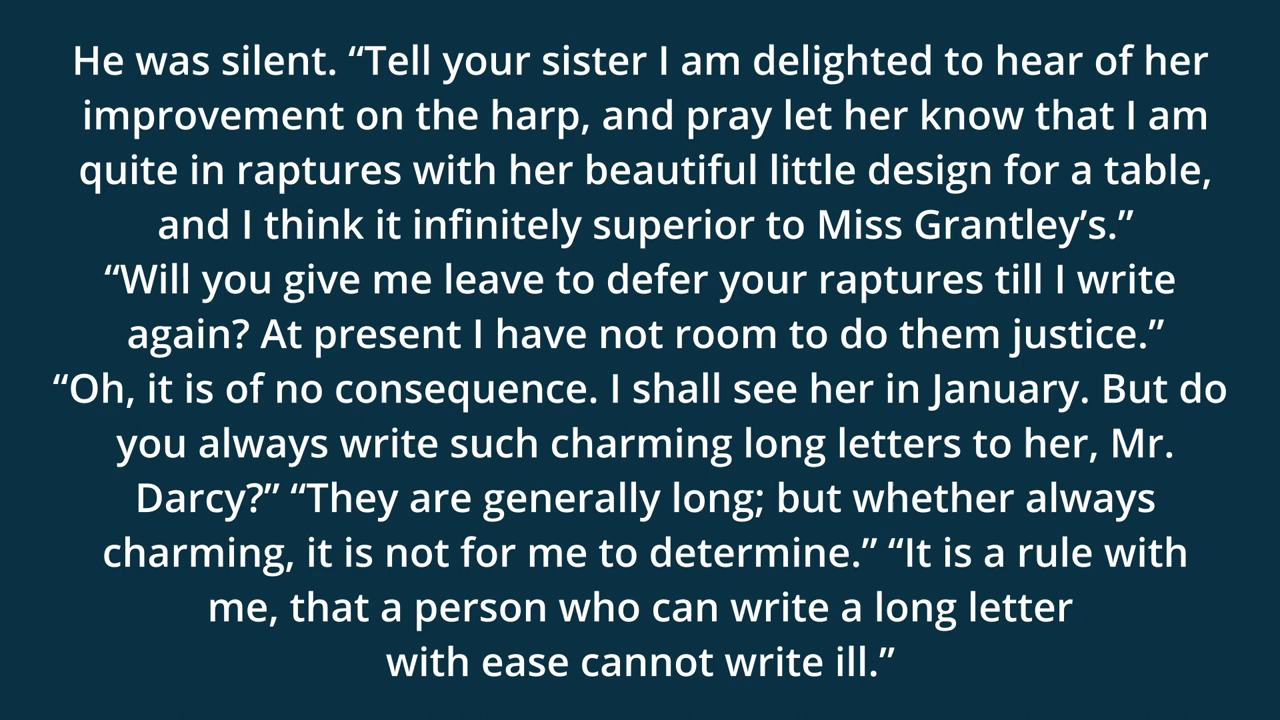 He was silent. “Tell your sister I am delighted to hear of her
improvement on the harp, and pray let her know that I am
quite in raptures with her beautiful little design for a table,
and I think it infinitely superior to Miss Grantley’s.”
“Will you give me leave to defer your raptures till I write
again? At present I have not room to do them justice.”
“Oh, it is of no consequence. I shall see her in January. But do
you always write such charming long letters to her, Mr.
Darcy?” “They are generally long; but whether always
charming, it is not for me to determine.” “It is a rule with
me, that a person who can write a long letter
with ease cannot write ill.”